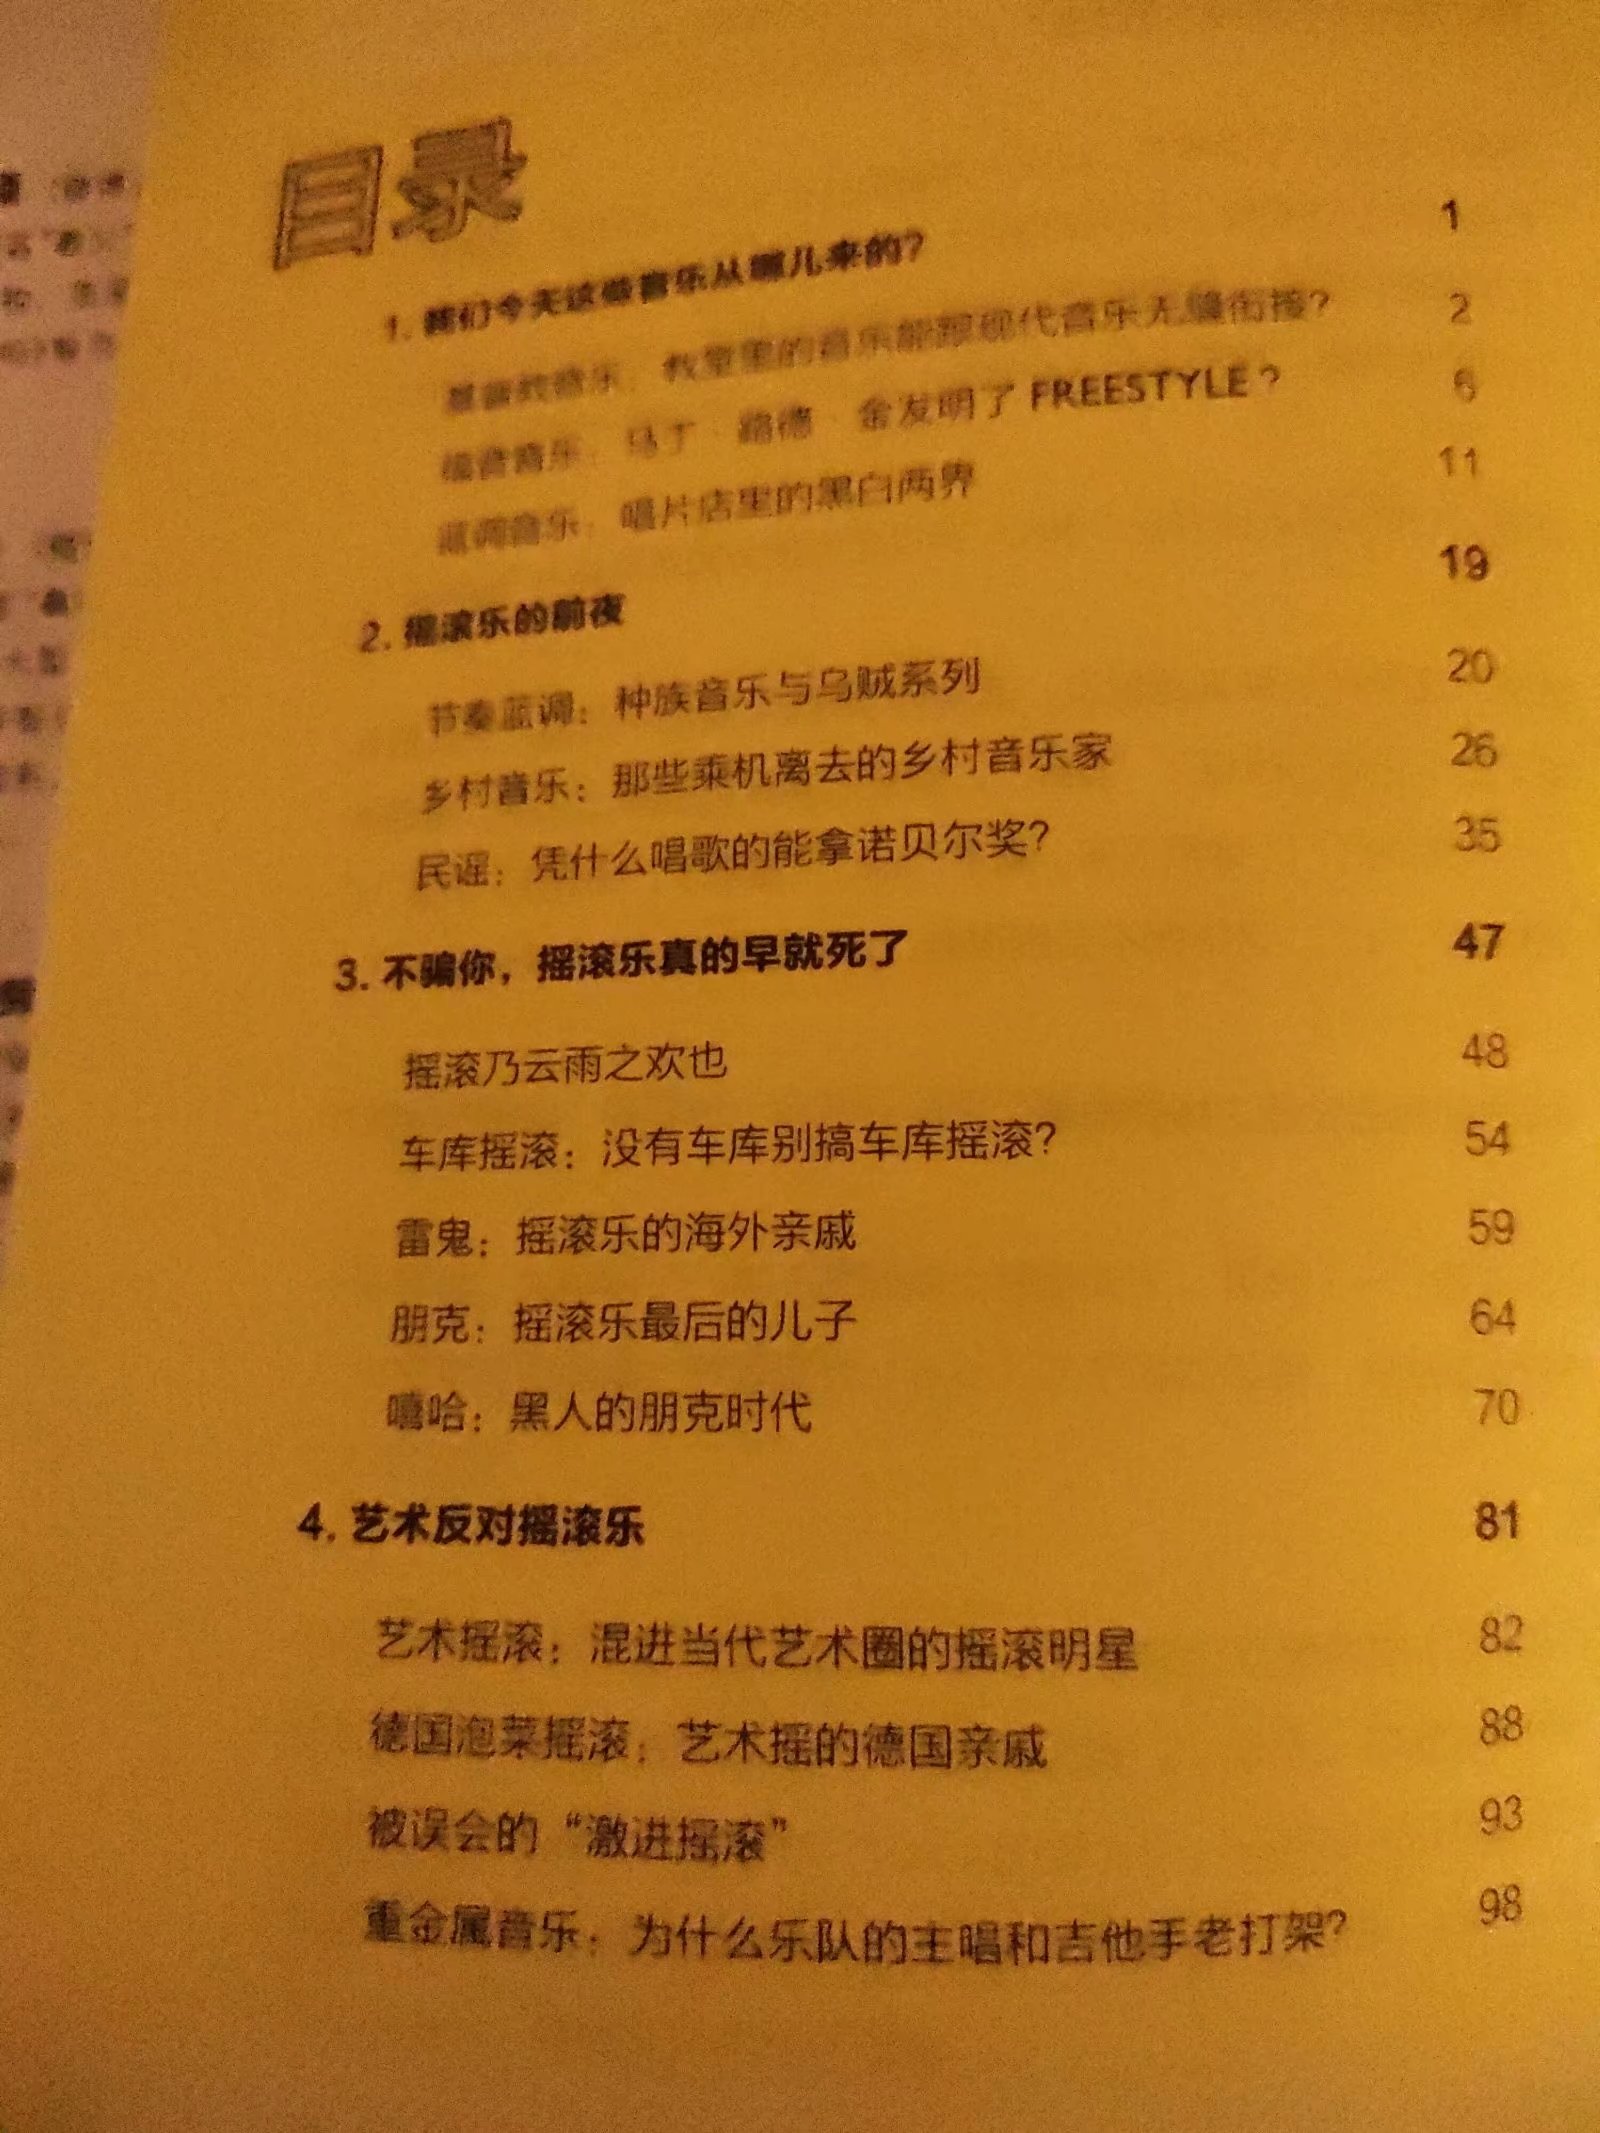 目录
1. 我们今天这些音乐从哪儿来的? 1
基督教音乐：教堂里的音乐能跟现代音乐无缝衔接? 2
福音音乐：马丁·路德·金发明了 FREESTYLE? 6
蓝调音乐：唱片店里的黑白两界 11
2. 摇滚乐的前夜 19
节奏蓝调：种族音乐与乌贼系列 20
乡村音乐：那些乘机离去的乡村音乐家 26
民谣：凭什么唱歌的能拿诺贝尔奖? 35
3. 不骗你，摇滚乐真的早就死了 47
摇滚乃云雨之欢也 48
车库摇滚：没有车库别搞车库摇滚? 54
雷鬼：摇滚乐的海外亲戚 59
朋克：摇滚乐最后的儿子 64
嘻哈：黑人的朋克时代 70
4. 艺术反对摇滚乐 81
艺术摇滚：混进当代艺术圈的摇滚明星 82
德国泡菜摇滚：艺术摇的德国亲戚 88
被误会的“激进摇滚” 93
重金属音乐：为什么乐队的主唱和吉他手老打架? 98